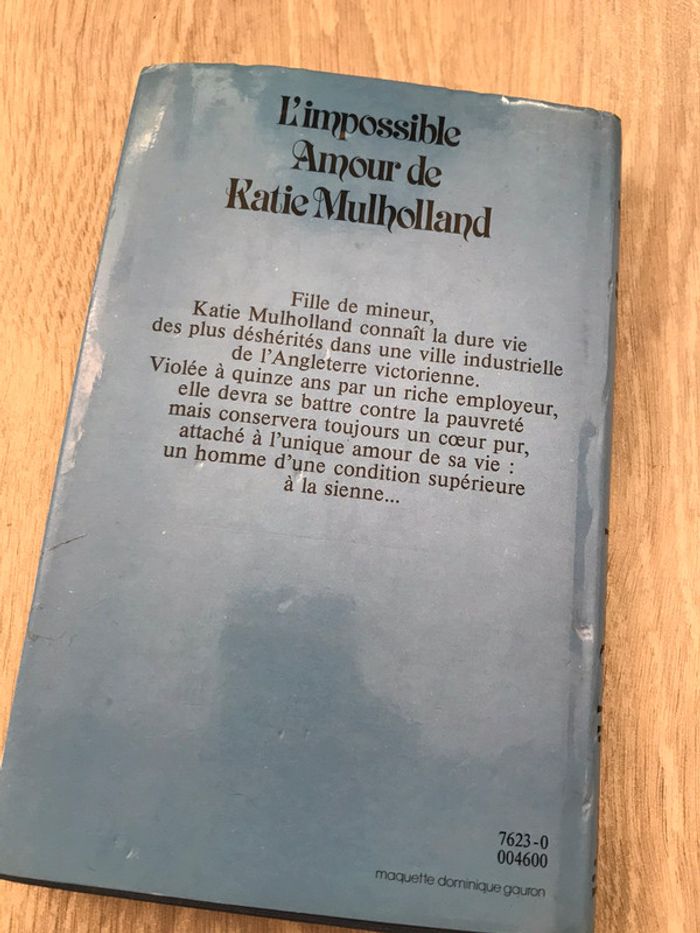 L'impossible
Amour de
Katie Mulholland
Fille de mineur,
Katie Mulholland connaît la dure vie
des plus déshérités dans une ville industrielle
de l'Angleterre victorienne.
Violée à quinze ans par un riche employeur,
elle devra se battre contre la pauvreté
mais conservera toujours un cœur pur,
attaché à l'unique amour de sa vie :
un homme d'une condition supérieure
à la sienne...
7623-0
004600
maquette dominique gauron